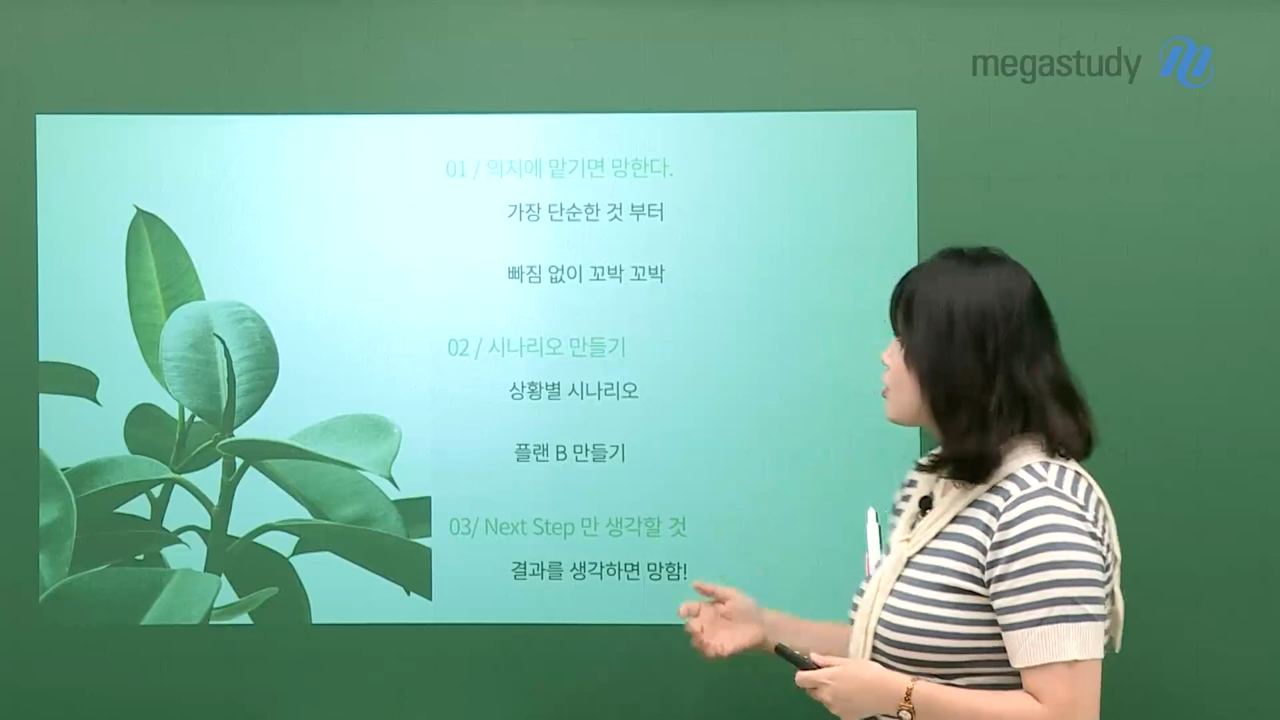 megastudy
01 / 의지에 맡기면 망한다.
가장 단순한 것 부터
빠짐 없이 꼬박 꼬박
02 / 시나리오 만들기
상황별 시나리오
플랜 B 만들기
03/ Next Step 만 생각할 것
결과를 생각하면 망함!